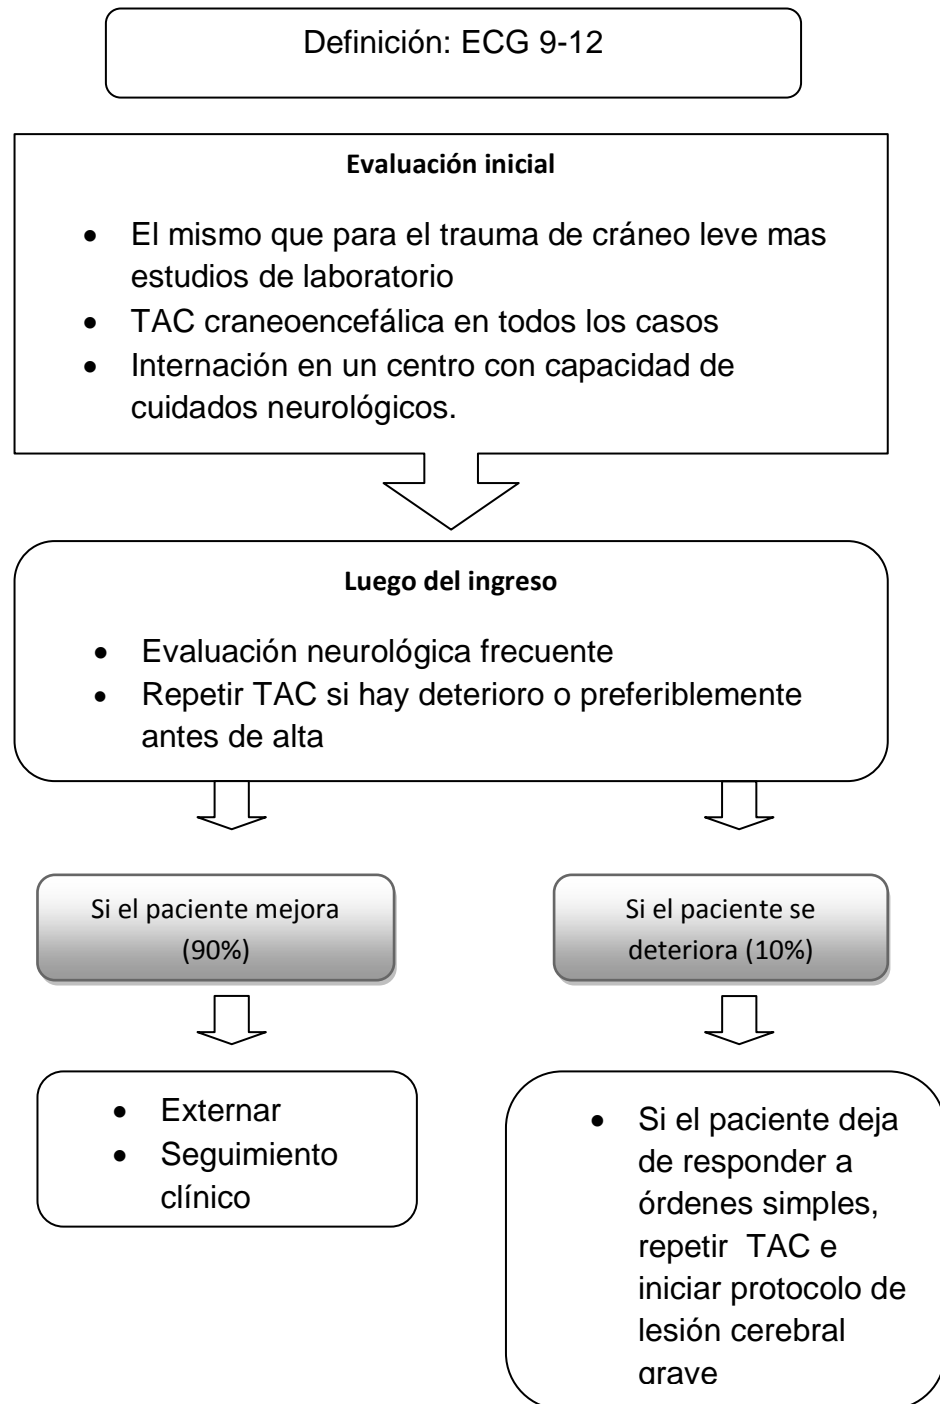 Definición: ECG 9-12
Evaluación inicial
• El mismo que para el trauma de cráneo leve mas
estudios de laboratorio
• TAC craneoencefálica en todos los casos
• Internación en un centro con capacidad de
cuidados neurológicos.
Luego del ingreso
• Evaluación neurológica frecuente
• Repetir TAC si hay deterioro o preferiblemente
antes de alta
Si el paciente mejora
(90%)
Si el paciente se
deteriora (10%)
• Externar
• Seguimiento
clínico
• Si el paciente deja
de responder a
órdenes simples,
repetir TAC e
iniciar protocolo de
lesión cerebral
grave